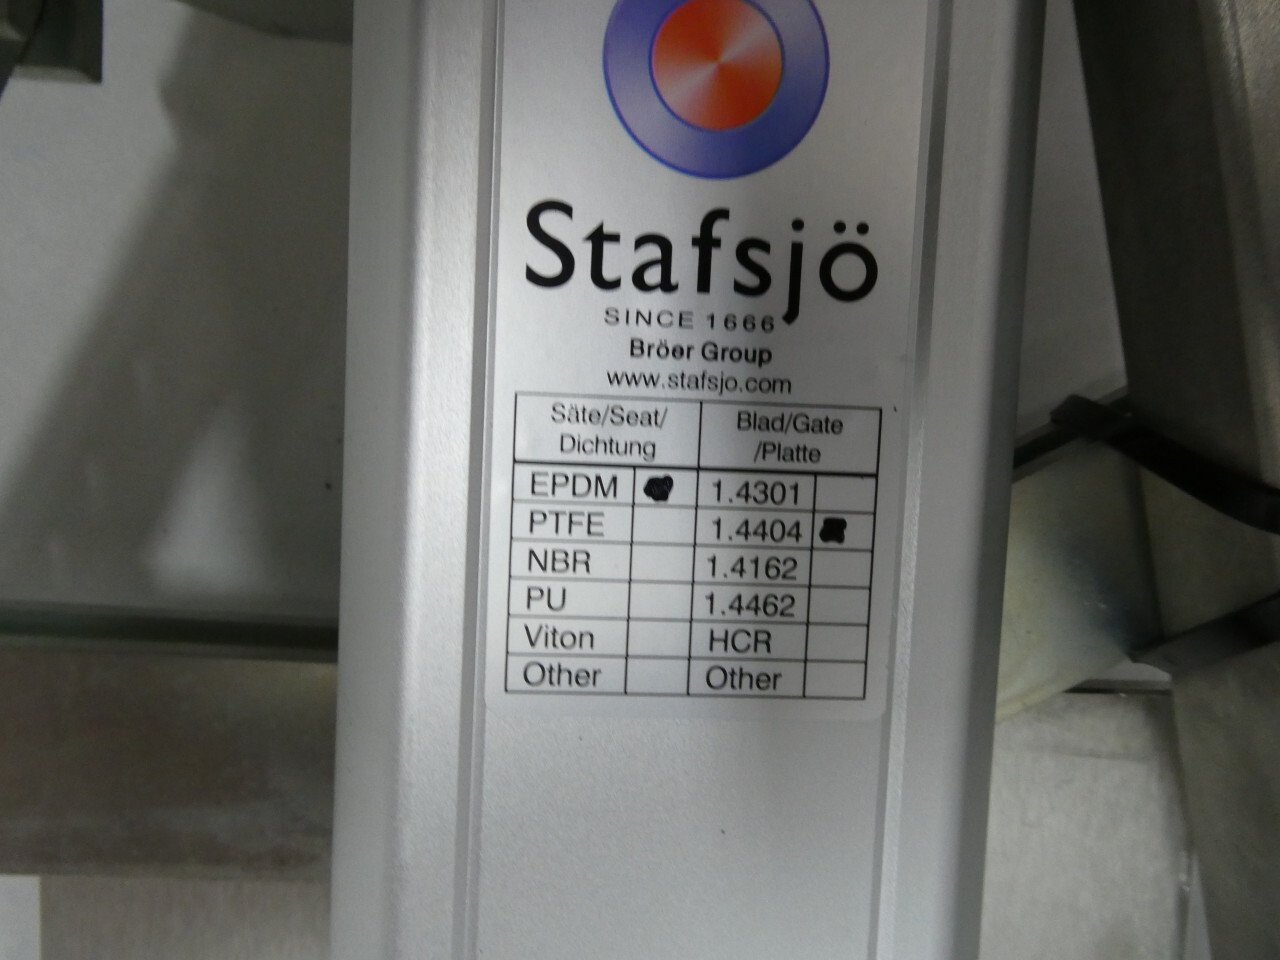 Stafsjö
SINCE 1666
Bröer Group
www.stafsjo.com
Säte/Seat/
Dichtung
Blad/Gate
/Platte
EPDM 1.4301
PTFE 1.4404
NBR 1.4162
PU 1.4462
Viton HCR
Other Other